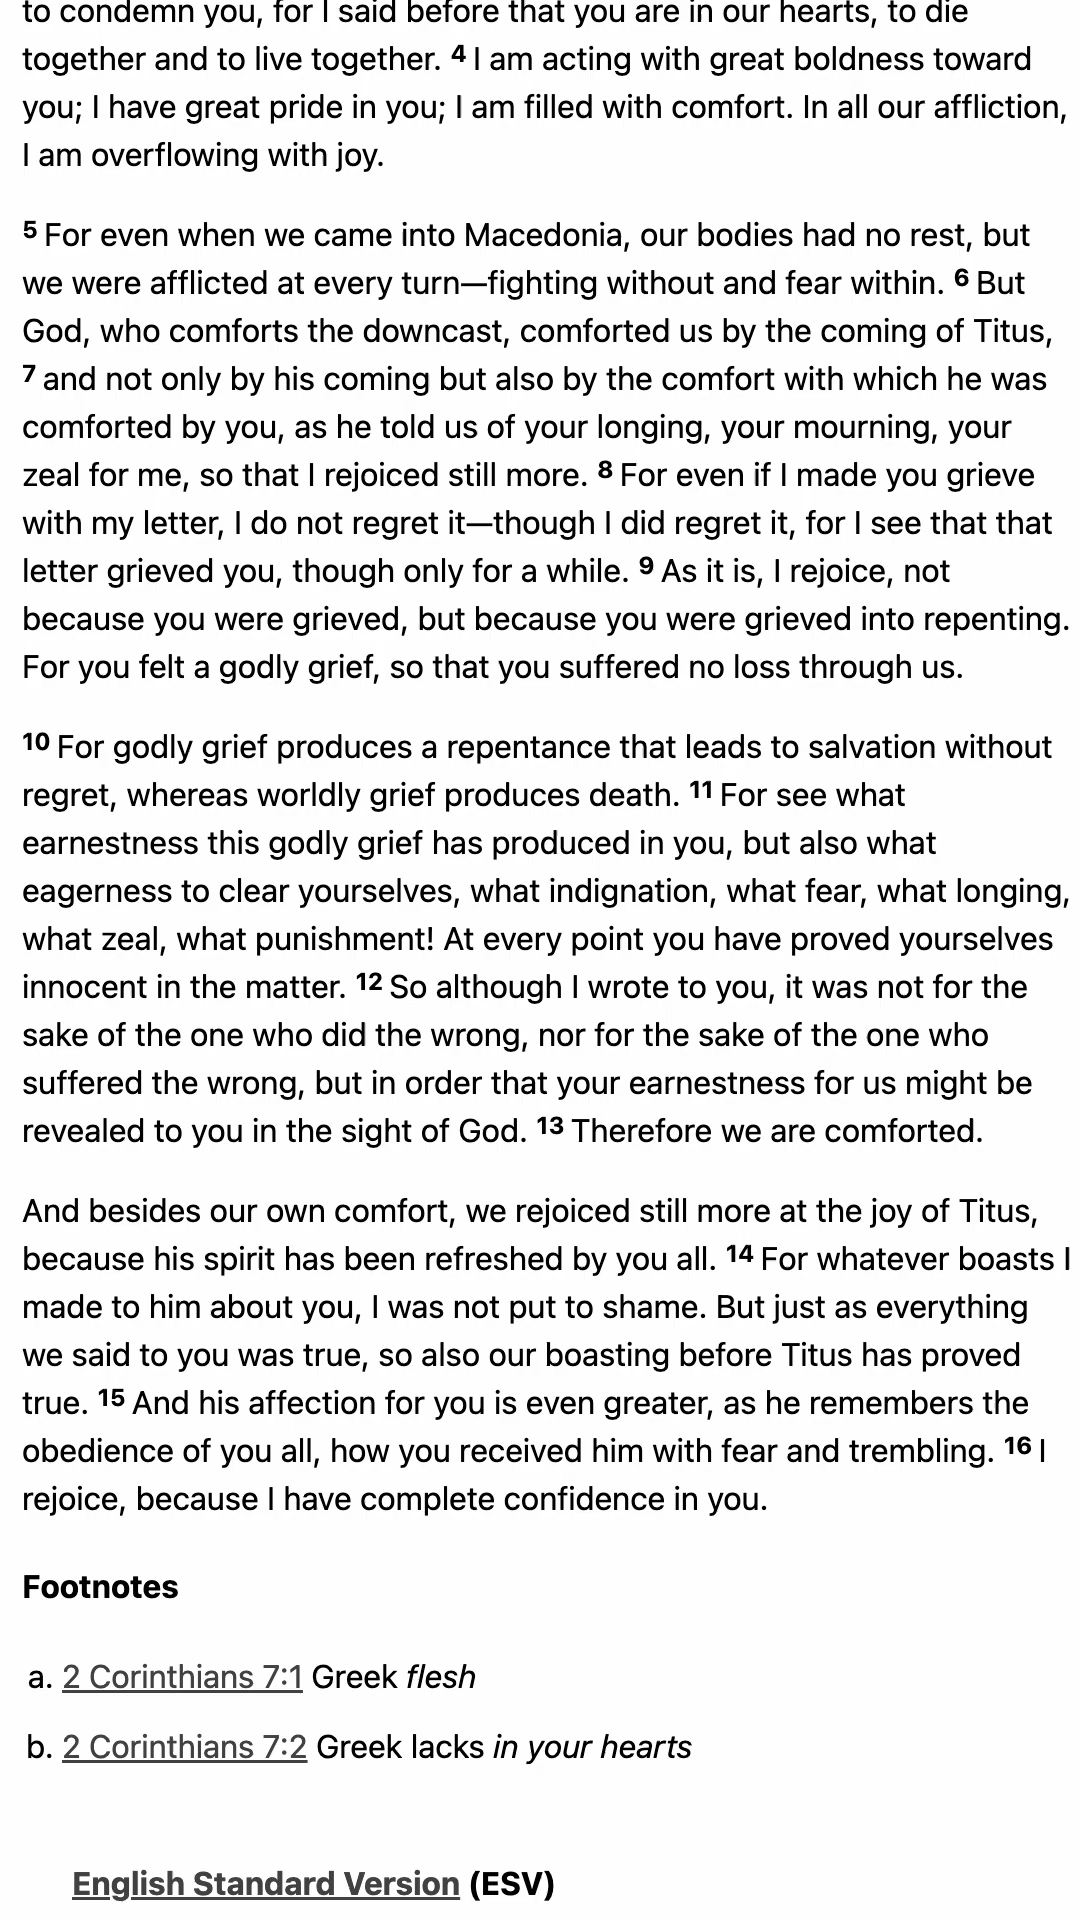 to condemn you, for I said before that you are in our hearts, to die
together and to live together. 4 I am acting with great boldness toward
you; I have great pride in you; I am filled with comfort. In all our affliction,
I am overflowing with joy.
5 For even when we came into Macedonia, our bodies had no rest, but
we were afflicted at every turn—fighting without and fear within. 6 But
God, who comforts the downcast, comforted us by the coming of Titus,
7 and not only by his coming but also by the comfort with which he was
comforted by you, as he told us of your longing, your mourning, your
zeal for me, so that I rejoiced still more. 8 For even if I made you grieve
with my letter, I do not regret it—though I did regret it, for I see that that
letter grieved you, though only for a while. 9 As it is, I rejoice, not
because you were grieved, but because you were grieved into repenting.
For you felt a godly grief, so that you suffered no loss through us.
10 For godly grief produces a repentance that leads to salvation without
regret, whereas worldly grief produces death. 11 For see what
earnestness this godly grief has produced in you, but also what
eagerness to clear yourselves, what indignation, what fear, what longing,
what zeal, what punishment! At every point you have proved yourselves
innocent in the matter. 12 So although I wrote to you, it was not for the
sake of the one who did the wrong, nor for the sake of the one who
suffered the wrong, but in order that your earnestness for us might be
revealed to you in the sight of God. 13 Therefore we are comforted.
And besides our own comfort, we rejoiced still more at the joy of Titus,
because his spirit has been refreshed by you all. 14 For whatever boasts I
made to him about you, I was not put to shame. But just as everything
we said to you was true, so also our boasting before Titus has proved
true. 15 And his affection for you is even greater, as he remembers the
obedience of you all, how you received him with fear and trembling. 16 I
rejoice, because I have complete confidence in you.
Footnotes
a. 2 Corinthians 7:1 Greek flesh
b. 2 Corinthians 7:2 Greek lacks in your hearts
English Standard Version (ESV)